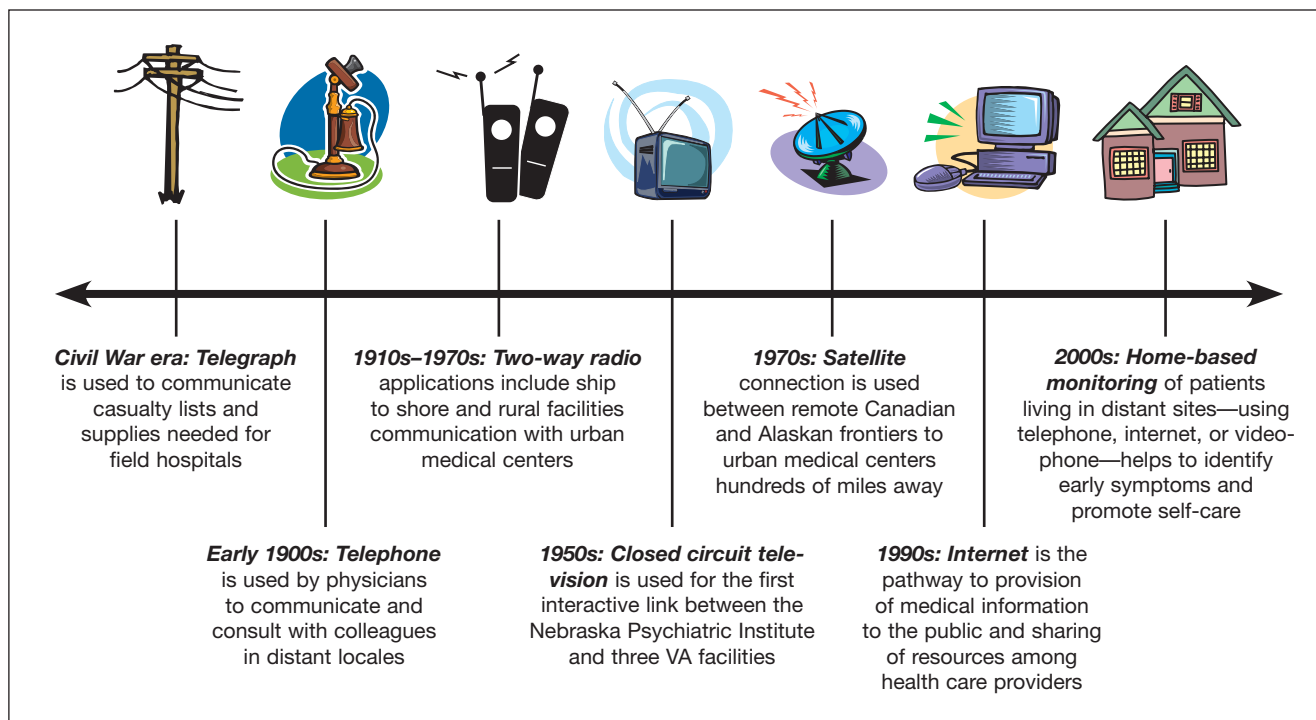 Civil War era: Telegraph
is used to communicate
casualty lists and
supplies needed for
field hospitals
Early 1900s: Telephone
is used by physicians
to communicate and
consult with colleagues
in distant locales
1910s–1970s: Two-way radio
applications include ship
to shore and rural facilities
communication with urban
medical centers
1950s: Closed circuit tele-
vision is used for the first
interactive link between the
Nebraska Psychiatric Institute
and three VA facilities
1970s: Satellite
connection is used
between remote Canadian
and Alaskan frontiers to
urban medical centers
hundreds of miles away
1990s: Internet is the
pathway to provision
of medical information
to the public and sharing
of resources among
health care providers
2000s: Home-based
monitoring of patients
living in distant sites—using
telephone, internet, or video-
phone—helps to identify
early symptoms and
promote self-care